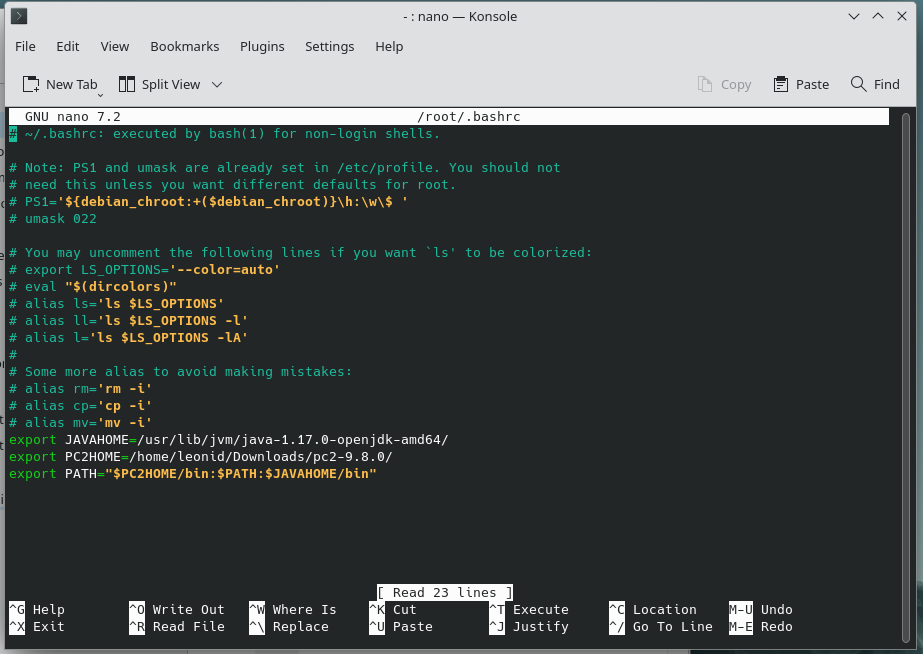 - : nano — Konsole
File Edit View Bookmarks Plugins Settings Help
New Tab Split View Copy Paste Find
GNU nano 7.2 /root/.bashrc
# ~/.bashrc: executed by bash(1) for non-login shells.
# Note: PS1 and umask are already set in /etc/profile. You should not
# need this unless you want different defaults for root.
# PS1='${debian_chroot:+($debian_chroot)}\h:\w\$ '
# umask 022
# You may uncomment the following lines if you want `ls' to be colorized:
# export LS_OPTIONS='--color=auto'
# eval "$(dircolors)"
# alias ls='ls $LS_OPTIONS'
# alias ll='ls $LS_OPTIONS -l'
# alias l='ls $LS_OPTIONS -lA'
#
# Some more alias to avoid making mistakes:
# alias rm='rm -i'
# alias cp='cp -i'
# alias mv='mv -i'
export JAVAHOME=/usr/lib/jvm/java-1.17.0-openjdk-amd64/
export PC2HOME=/home/leonid/Downloads/pc2-9.8.0/
export PATH="$PC2HOME/bin:$PATH:$JAVAHOME/bin"
[ Read 23 lines ]
^G Help ^O Write Out ^W Where Is ^K Cut ^T Execute ^C Location M-U Undo
^X Exit ^R Read File ^\ Replace ^U Paste ^J Justify ^/ Go To Line M-E Redo